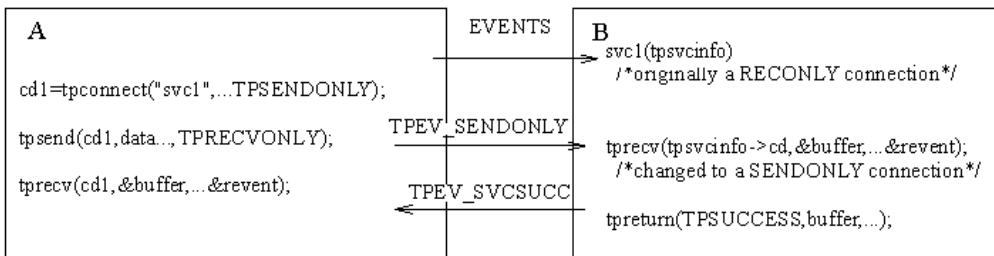 A
cd1=tpconnect("svc1",...TPSENDONLY);
tpsend(cd1,data...,TPRECVONLY);
tprecv(cd1,&buffer,...&revent);
EVENTS
TPEV_SENDONLY
TPEV_SVCSUCC
B
svc1(tpsvcinfo)
/*originally a RECONLY connection*/
tprecv(tpsvcinfo->cd,&buffer,...&revent);
/*changed to a SENDONLY connection*/
tpreturn(TPSUCCESS,buffer,...);